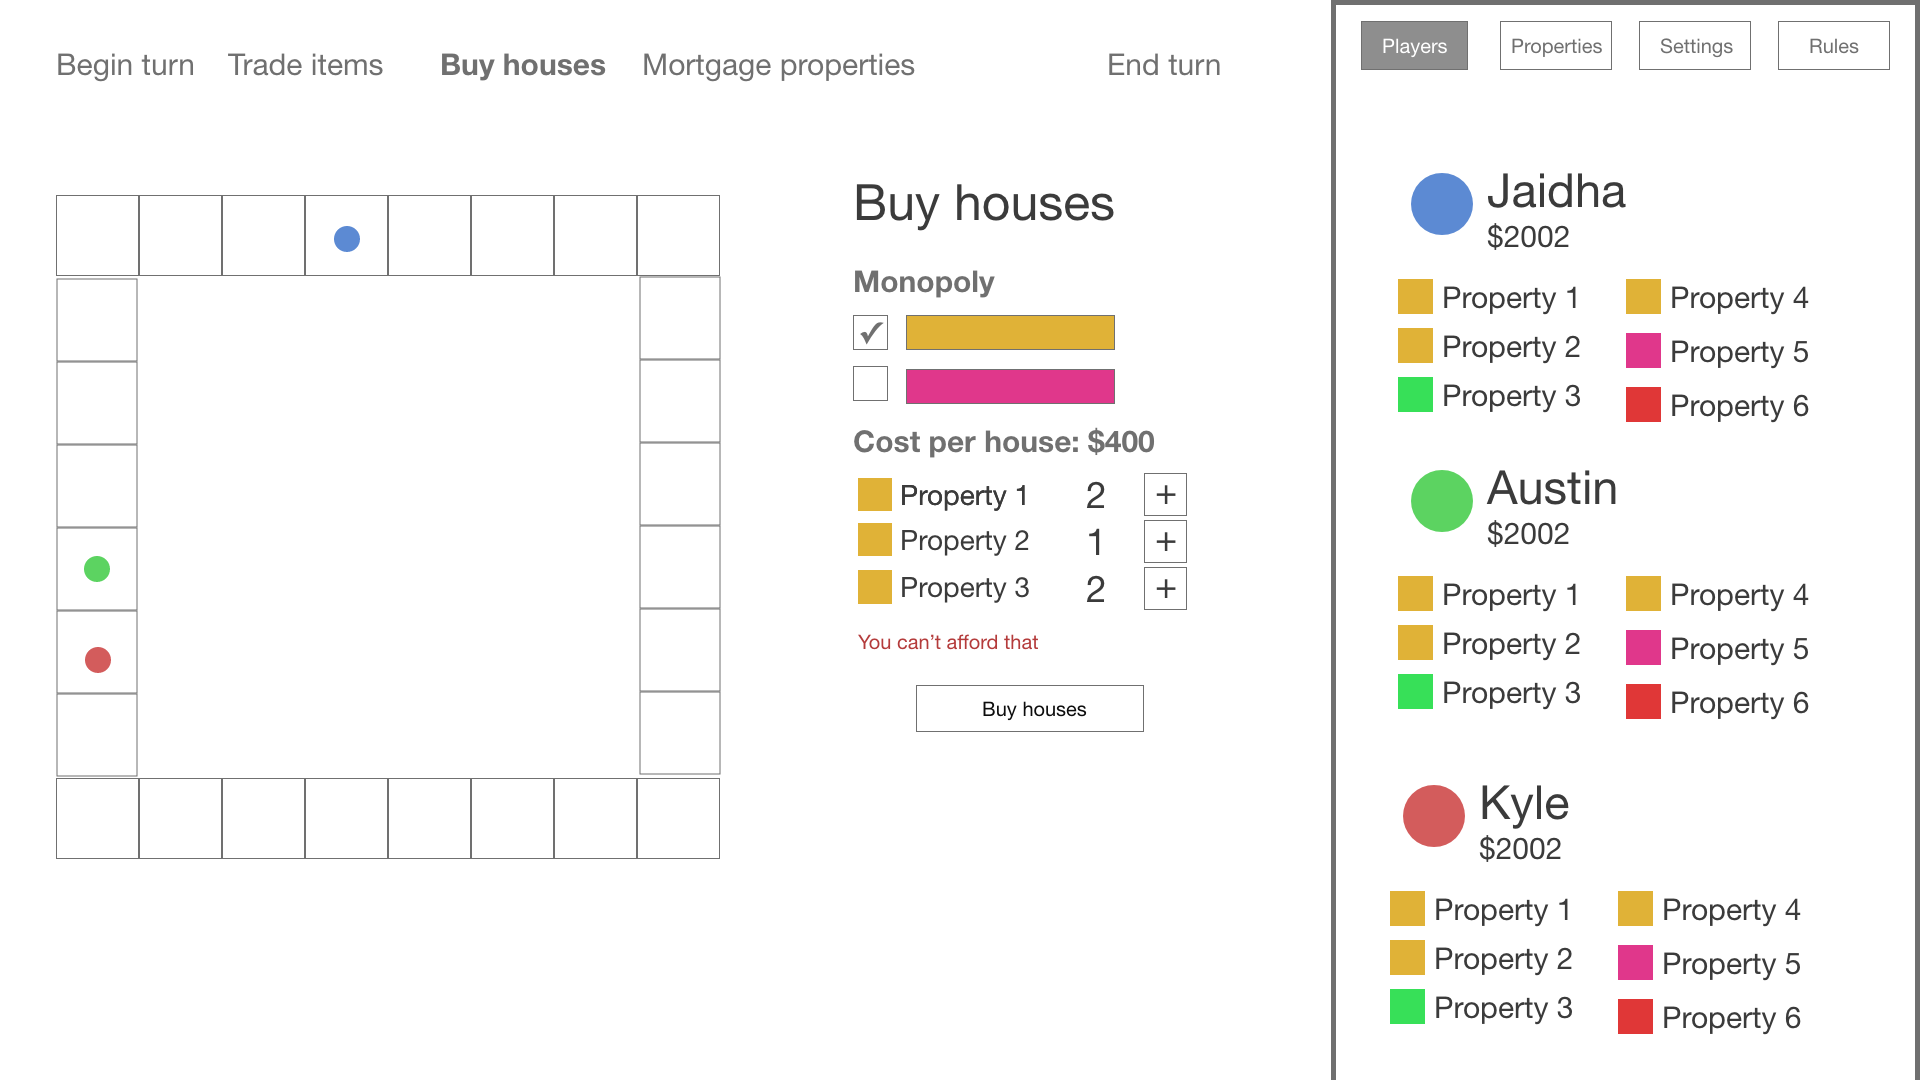 Begin turn Trade items Buy houses Mortgage properties End turn
Buy houses
Monopoly
✓
Cost per house: $400
Property 1 2 +
Property 2 1 +
Property 3 2 +
You can’t afford that
Buy houses
Players Properties Settings Rules
Jaidha
$2002
Property 1 Property 4
Property 2 Property 5
Property 3 Property 6
Austin
$2002
Property 1 Property 4
Property 2 Property 5
Property 3 Property 6
Kyle
$2002
Property 1 Property 4
Property 2 Property 5
Property 3 Property 6